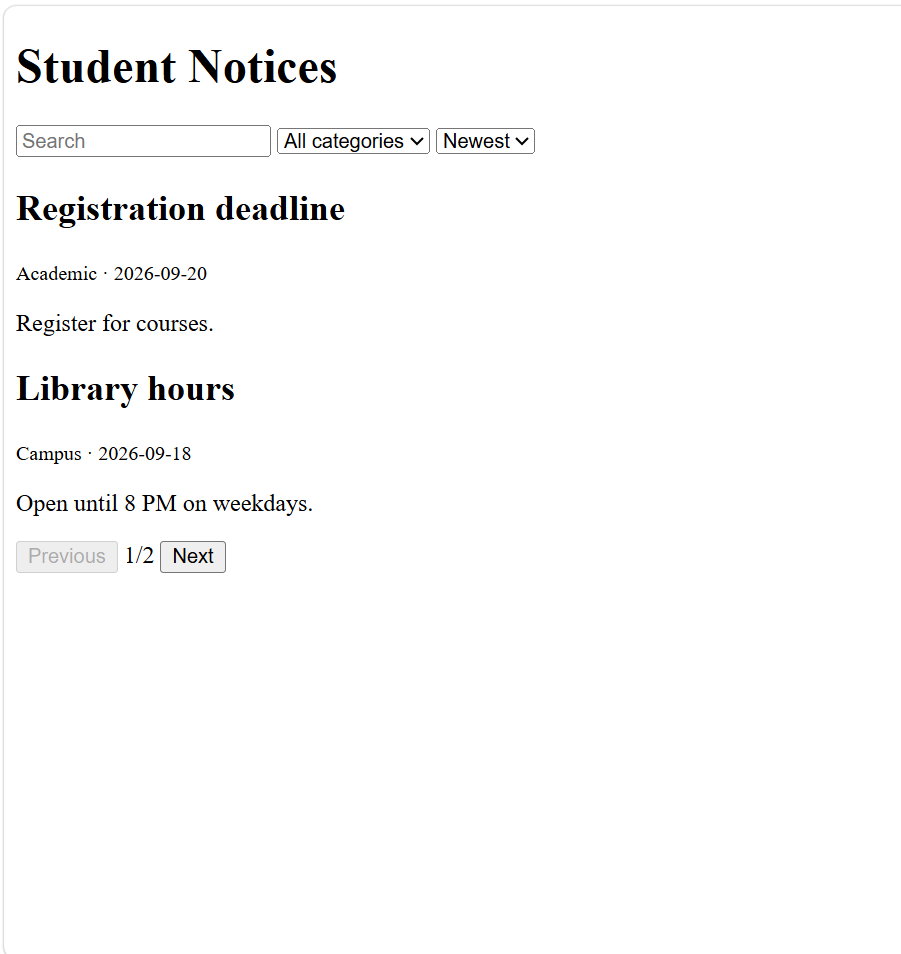 Student Notices
Search All categories Newest
Registration deadline
Academic · 2026-09-20
Register for courses.
Library hours
Campus · 2026-09-18
Open until 8 PM on weekdays.
Previous 1/2 Next